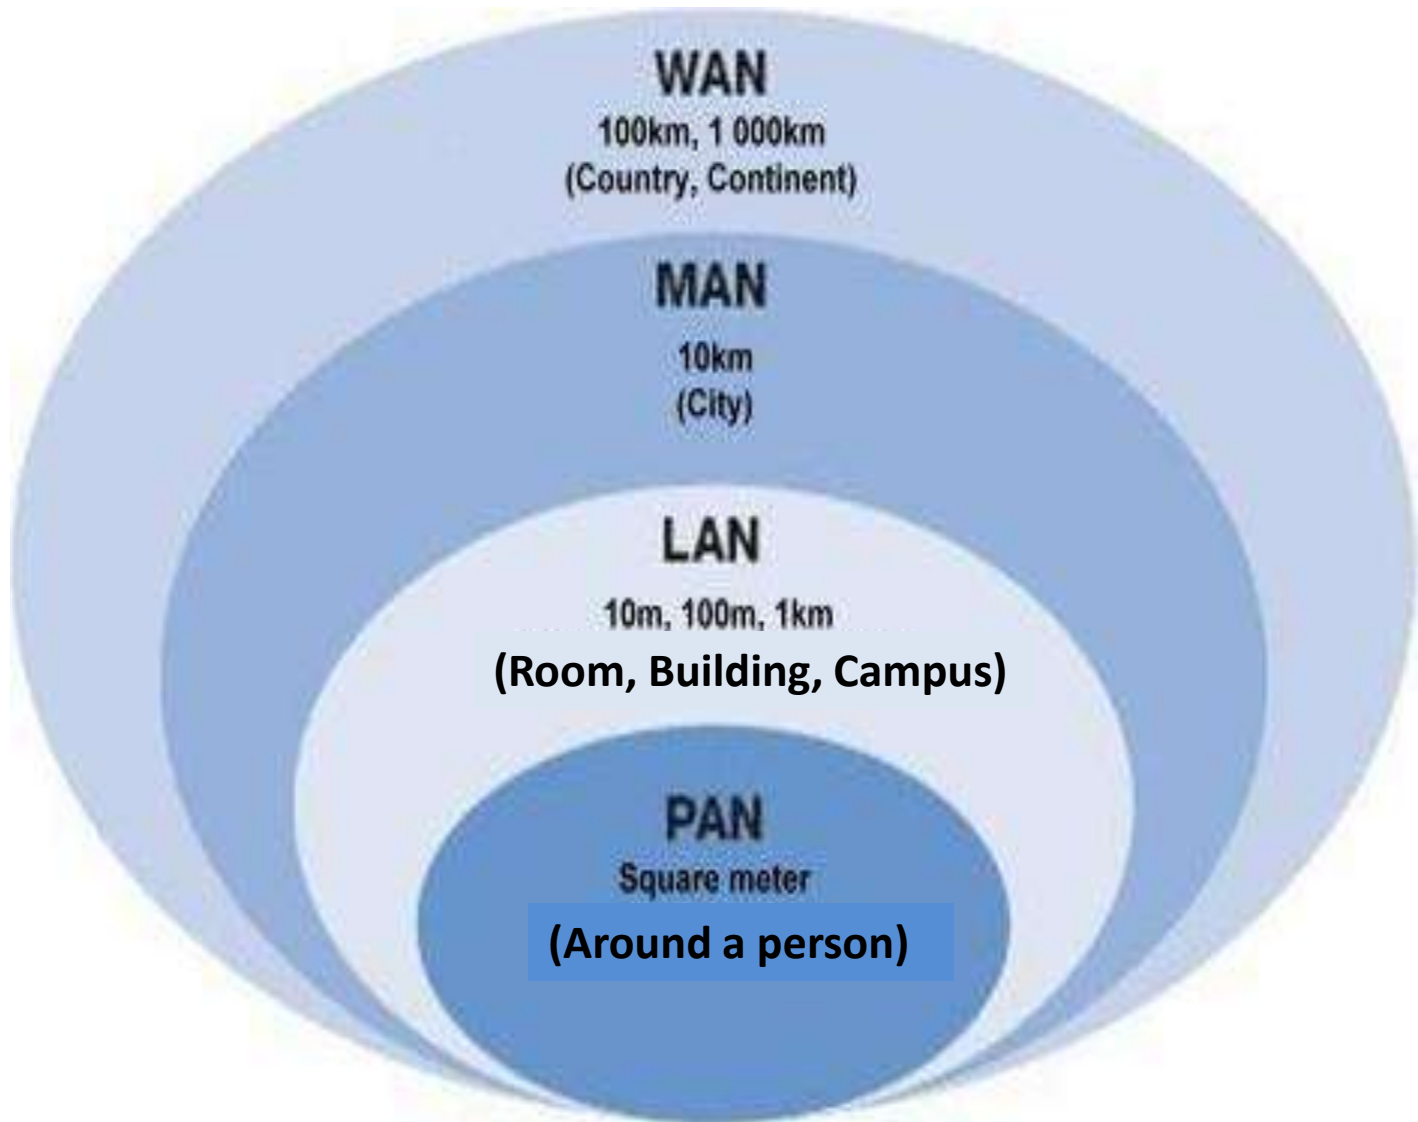 WAN
100km, 1 000km
(Country, Continent)
MAN
10km
(City)
LAN
10m, 100m, 1km
(Room, Building, Campus)
PAN
Square meter
(Around a person)